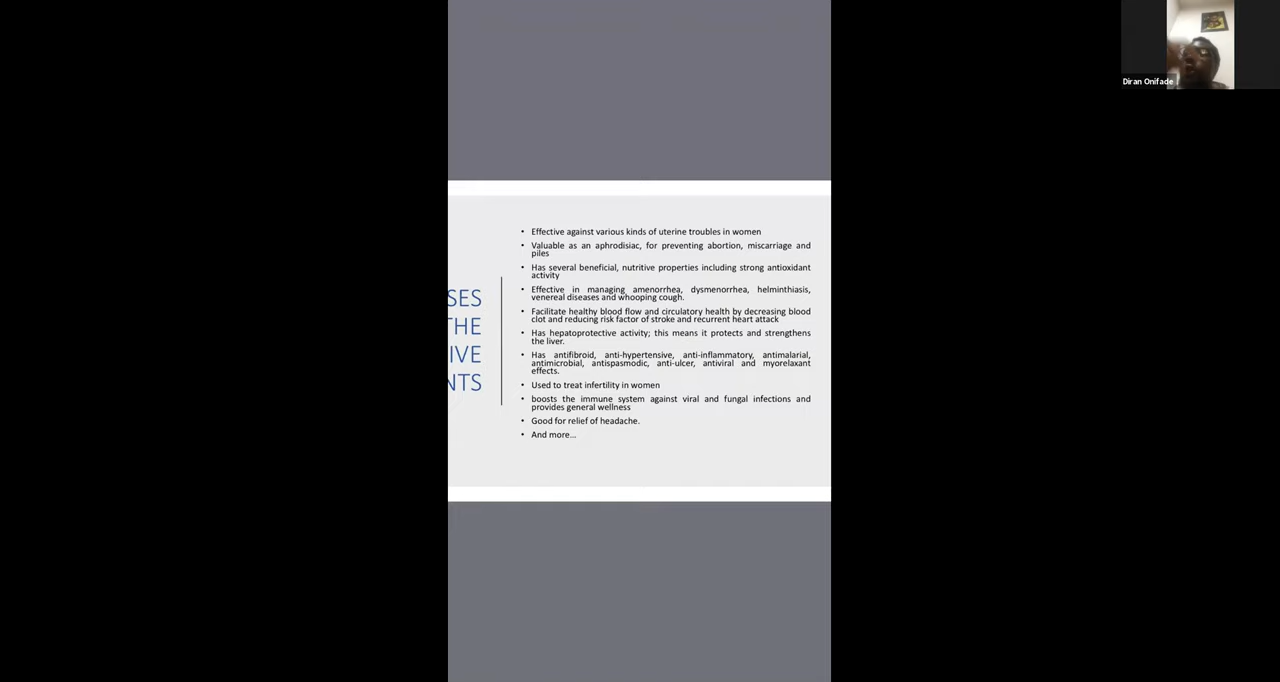 Diran Onifade
SES
THE
IVE
NTS
• Effective against various kinds of uterine troubles in women
• Valuable as an aphrodisiac, for preventing abortion, miscarriage and
piles
• Has several beneficial, nutritive properties including strong antioxidant
activity
• Effective in managing amenorrhea, dysmenorrhea, helminthiasis,
venereal diseases and whooping cough.
• Facilitate healthy blood flow and circulatory health by decreasing blood
clot and reducing risk factor of stroke and recurrent heart attack
• Has hepatoprotective activity; this means it protects and strengthens
the liver.
• Has antifibroid, anti-hypertensive, anti-inflammatory, antimalarial,
antimicrobial, antispasmodic, anti-ulcer, antiviral and myorelaxant
effects.
• Used to treat infertility in women
• boosts the immune system against viral and fungal infections and
provides general wellness
• Good for relief of headache.
• And more...